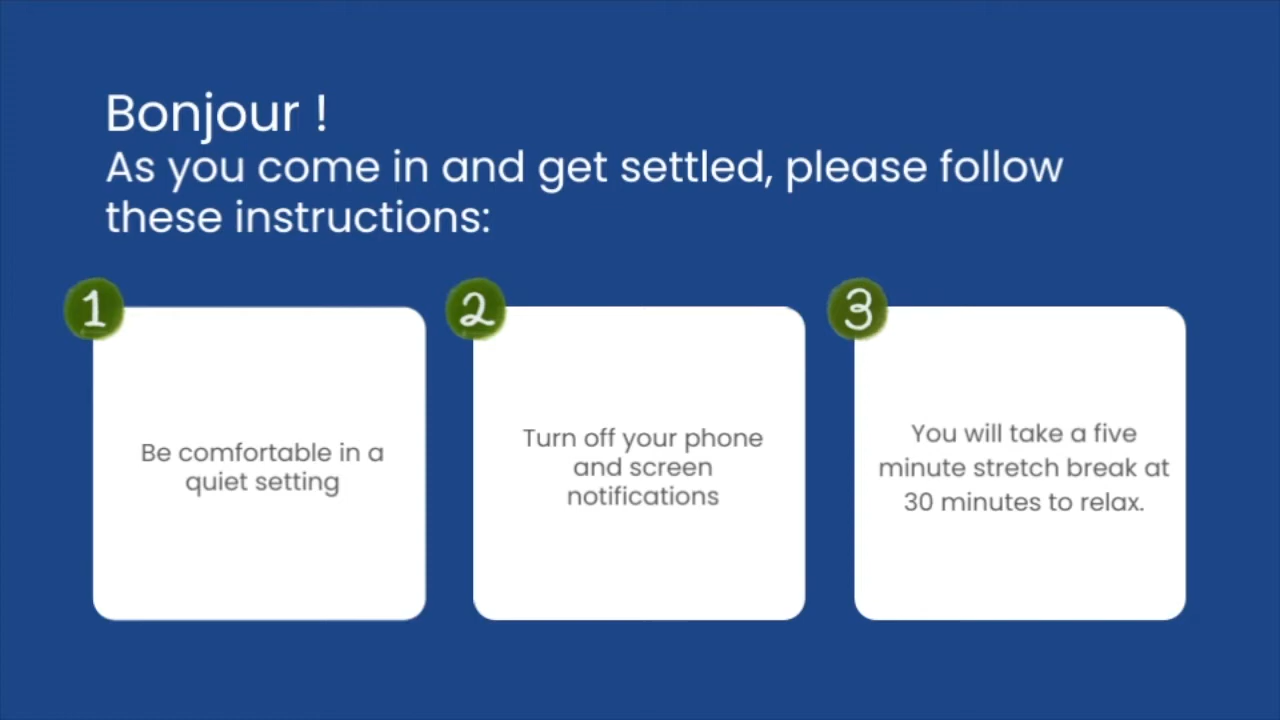 Bonjour !
As you come in and get settled, please follow
these instructions:
1
Be comfortable in a
quiet setting
2
Turn off your phone
and screen
notifications
3
You will take a five
minute stretch break at
30 minutes to relax.